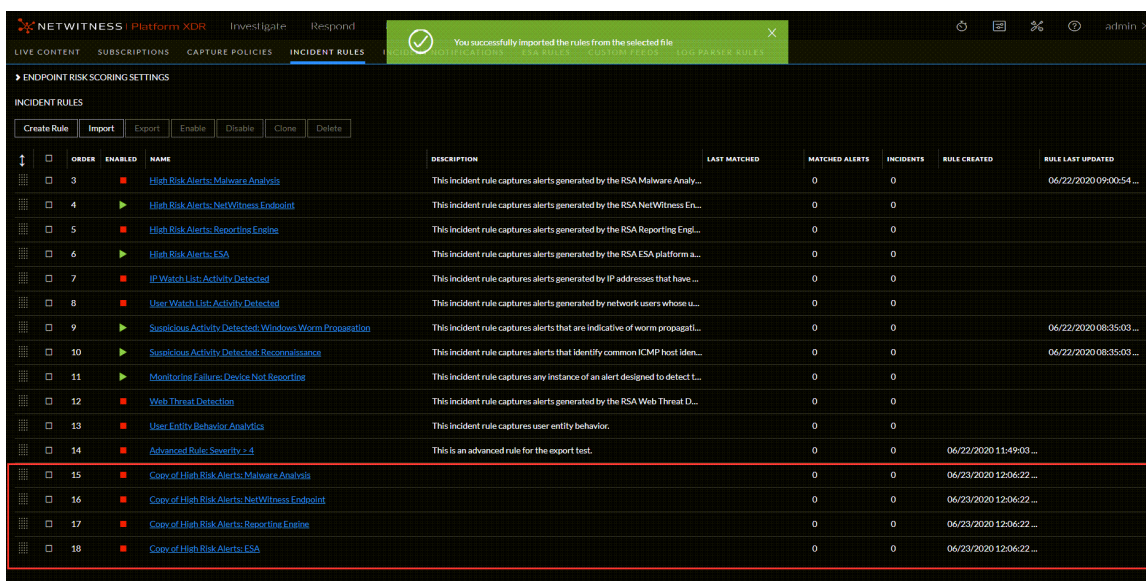 NETWITNESS | Platform XDR Investigate Respond admin
You successfully imported the rules from the selected file
LIVE CONTENT SUBSCRIPTIONS CAPTURE POLICIES INCIDENT RULES INCIDENT NOTIFICATIONS ESA RULES CUSTOM FEEDS LOG PARSER RULES
ENDPOINT RISK SCORING SETTINGS
INCIDENT RULES
Create Rule Import Export Enable Disable Clone Delete
ORDER ENABLED NAME DESCRIPTION LAST MATCHED MATCHED ALERTS INCIDENTS RULE CREATED RULE LAST UPDATED
3 High Risk Alerts: Malware Analysis This incident rule captures alerts generated by the RSA Malware Analy... 0 0 06/22/2020 09:00:54 ...
4 High Risk Alerts: NetWitness Endpoint This incident rule captures alerts generated by the RSA NetWitness En... 0 0
5 High Risk Alerts: Reporting Engine This incident rule captures alerts generated by the RSA Reporting Engi... 0 0
6 High Risk Alerts: ESA This incident rule captures alerts generated by the RSA ESA platform a... 0 0
7 IP Watch List: Activity Detected This incident rule captures alerts generated by IP addresses that have ... 0 0
8 User Watch List: Activity Detected This incident rule captures alerts generated by network users whose u... 0 0
9 Suspicious Activity Detected: Windows Worm Propagation This incident rule captures alerts that are indicative of worm propagati... 0 0 06/22/2020 08:35:03 ...
10 Suspicious Activity Detected: Reconnaissance This incident rule captures alerts that identify common ICMP host iden... 0 0 06/22/2020 08:35:03 ...
11 Monitoring Failure: Device Not Reporting This incident rule captures any instance of an alert designed to detect t... 0 0
12 Web Threat Detection This incident rule captures alerts generated by the RSA Web Threat D... 0 0
13 User Entity Behavior Analytics This incident rule captures user entity behavior. 0 0
14 Advanced Rule: Severity > 4 This is an advanced rule for the export test. 0 0 06/22/2020 11:49:03 ...
15 Copy of High Risk Alerts: Malware Analysis 0 0 06/23/2020 12:06:22 ...
16 Copy of High Risk Alerts: NetWitness Endpoint 0 0 06/23/2020 12:06:22 ...
17 Copy of High Risk Alerts: Reporting Engine 0 0 06/23/2020 12:06:22 ...
18 Copy of High Risk Alerts: ESA 0 0 06/23/2020 12:06:22 ...